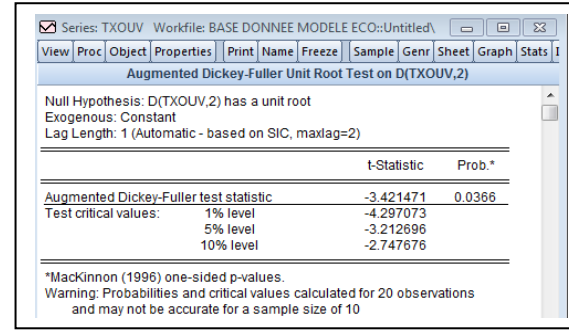 Series: TXOUV Workfile: BASE DONNEE MODELE ECO::Untitled\
View Proc Object Properties Print Name Freeze Sample Genr Sheet Graph Stats I
Augmented Dickey-Fuller Unit Root Test on D(TXOUV,2)
Null Hypothesis: D(TXOUV,2) has a unit root
Exogenous: Constant
Lag Length: 1 (Automatic - based on SIC, maxlag=2)
t-Statistic Prob.*
Augmented Dickey-Fuller test statistic -3.421471 0.0366
Test critical values: 1% level -4.297073
5% level -3.212696
10% level -2.747676
*MacKinnon (1996) one-sided p-values.
Warning: Probabilities and critical values calculated for 20 observations
and may not be accurate for a sample size of 10